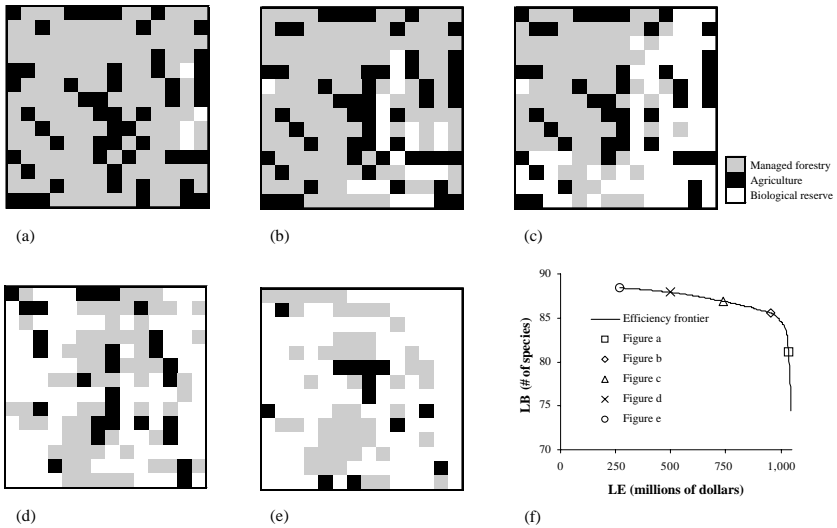 Managed forestry
Agriculture
Biological reserve
(a)
(b)
(c)
(d)
(e)
(f)
90
85
80
75
70
LB (# of species)
Efficiency frontier
Figure a
Figure b
Figure c
Figure d
Figure e
0
250
500
750
1,000
LE (millions of dollars)